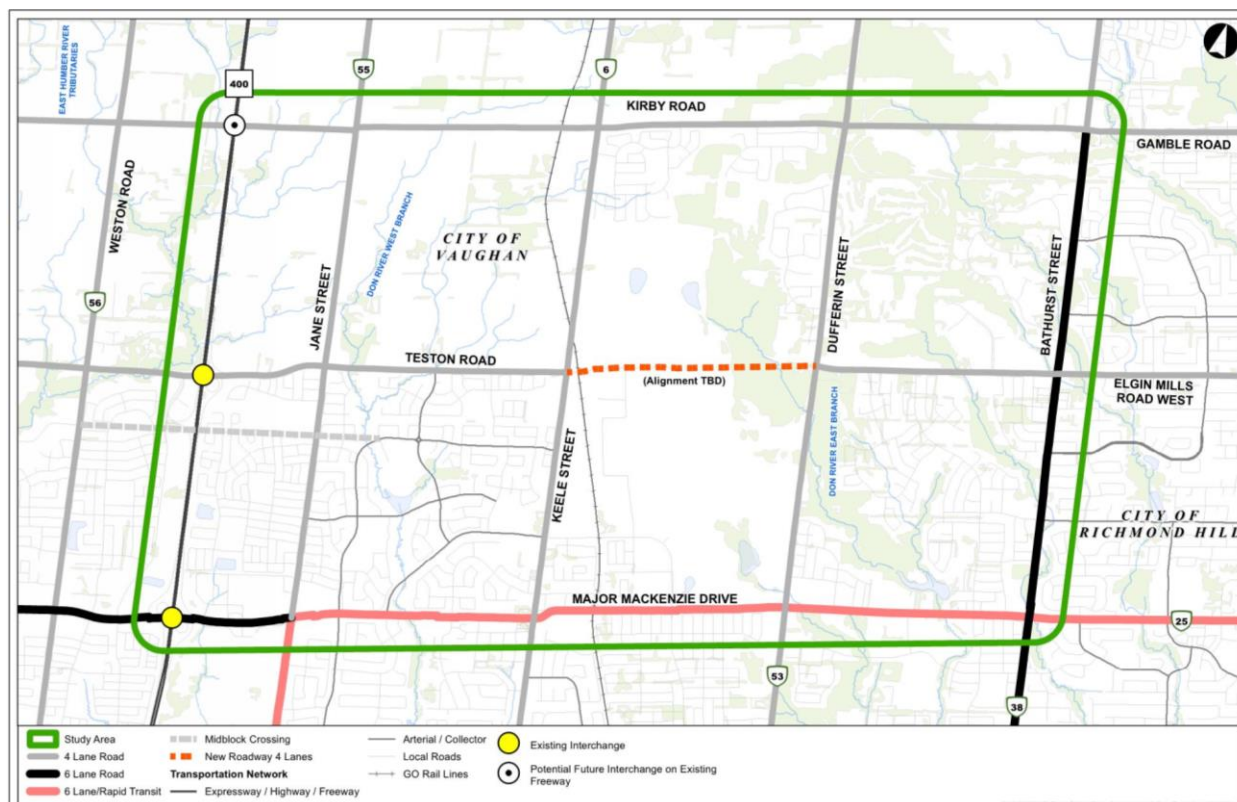 EAST HUMBER RIVER
TRIBUTARIES
400
55
6
KIRBY ROAD
GAMBLE ROAD
WESTON ROAD
DON RIVER WEST BRANCH
CITY OF
VAUGHAN
DUFFERIN STREET
BATHURST STREET
56
JANE STREET
TESTON ROAD
(Alignment TBD)
ELGIN MILLS
ROAD WEST
DON RIVER EAST BRANCH
KEELE STREET
CITY OF
RICHMOND HILL
MAJOR MACKENZIE DRIVE
25
53
38
Study Area
4 Lane Road
6 Lane Road
6 Lane/Rapid Transit
Midblock Crossing
New Roadway 4 Lanes
Transportation Network
Expressway / Highway / Freeway
Arterial / Collector
Local Roads
GO Rail Lines
Existing Interchange
Potential Future Interchange on Existing
Freeway